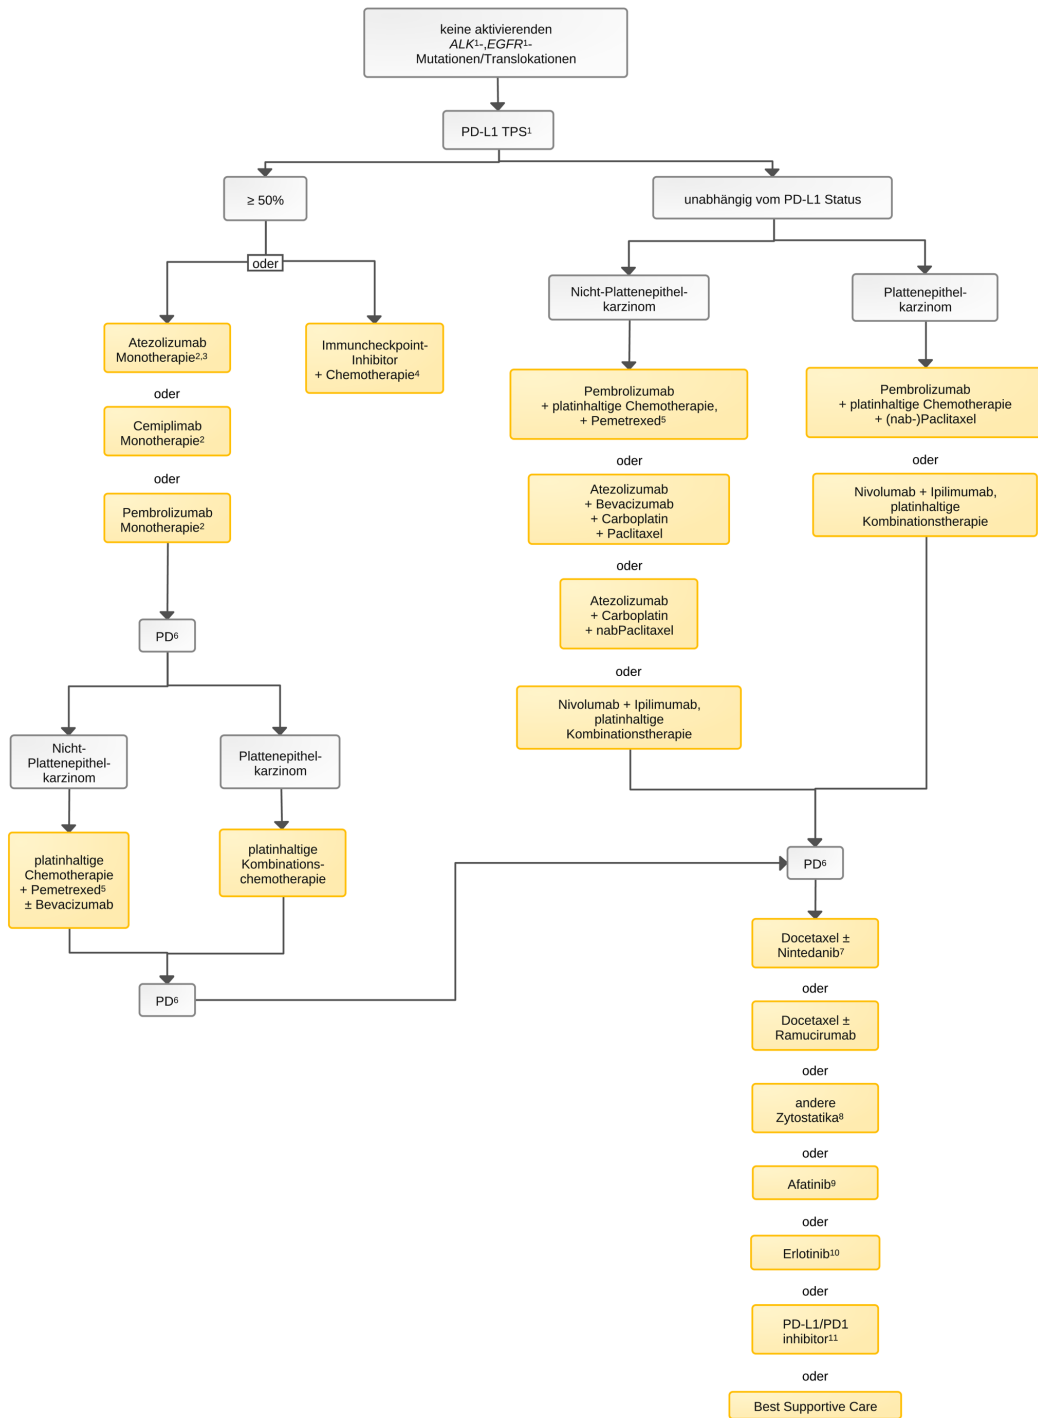 keine aktivierenden
ALK¹-,EGFR¹-
Mutationen/Translokationen
PD-L1 TPS¹
≥ 50%
unabhängig vom PD-L1 Status
oder
Nicht-Plattenepithel-
karzinom
Plattenepithel-
karzinom
Atezolizumab
Monotherapie²,³
oder
Cemiplimab
Monotherapie²
oder
Pembrolizumab
Monotherapie²
Immuncheckpoint-
Inhibitor
+ Chemotherapie⁴
Pembrolizumab
+ platinhaltige Chemotherapie,
+ Pemetrexed⁵
oder
Atezolizumab
+ Bevacizumab
+ Carboplatin
+ Paclitaxel
oder
Atezolizumab
+ Carboplatin
+ nabPaclitaxel
oder
Nivolumab + Ipilimumab,
platinhaltige
Kombinationstherapie
Pembrolizumab
+ platinhaltige Chemotherapie
+ (nab-)Paclitaxel
oder
Nivolumab + Ipilimumab,
platinhaltige
Kombinationstherapie
PD⁶
Nicht-
Plattenepithel-
karzinom
Plattenepithel-
karzinom
platinhaltige
Chemotherapie
+ Pemetrexed⁵
± Bevacizumab
platinhaltige
Kombinations-
chemotherapie
PD⁶
PD⁶
Docetaxel ±
Nintedanib⁷
oder
Docetaxel ±
Ramucirumab
oder
andere
Zytostatika⁸
oder
Afatinib⁹
oder
Erlotinib¹⁰
oder
PD-L1/PD1
inhibitor¹¹
oder
Best Supportive Care